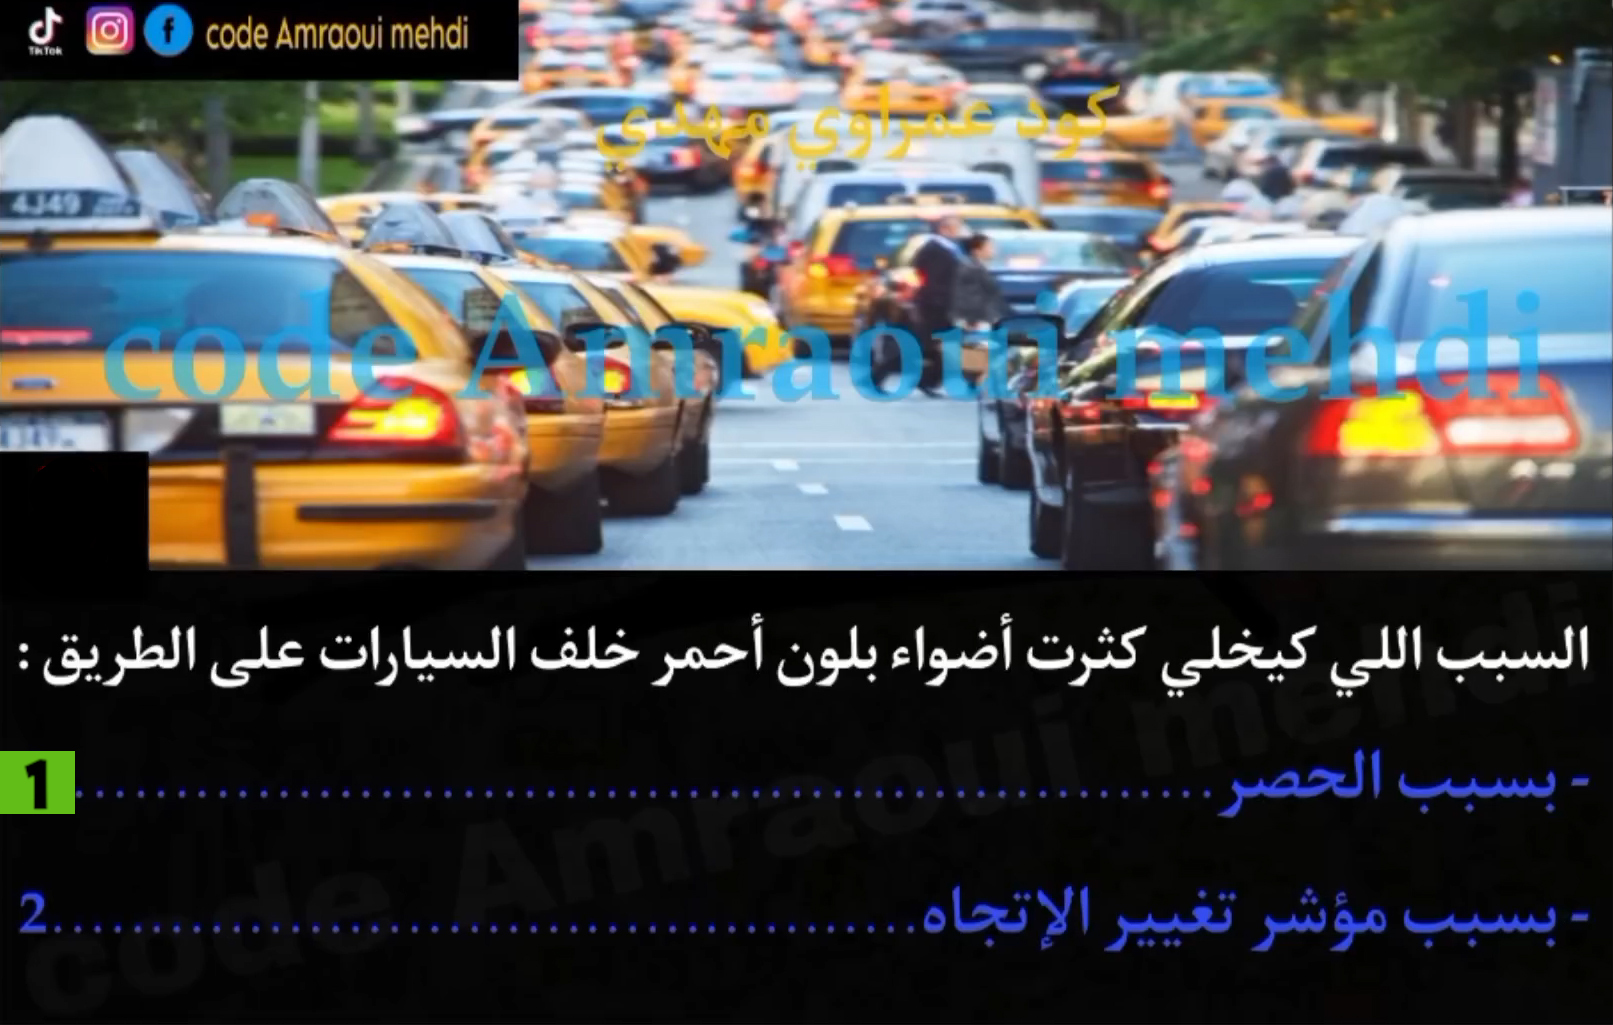 TikTok
code Amraoui mehdi
كود عمراوي مهدي
4J49
code Amraoui mehdi
السبب اللي كيخلي كثرت أضواء بلون أحمر خلف السيارات على الطريق :
- بسبب الحصر........................................................1
- بسبب مؤشر تغيير الإتجاه............................................2
code Amraoui mehdi